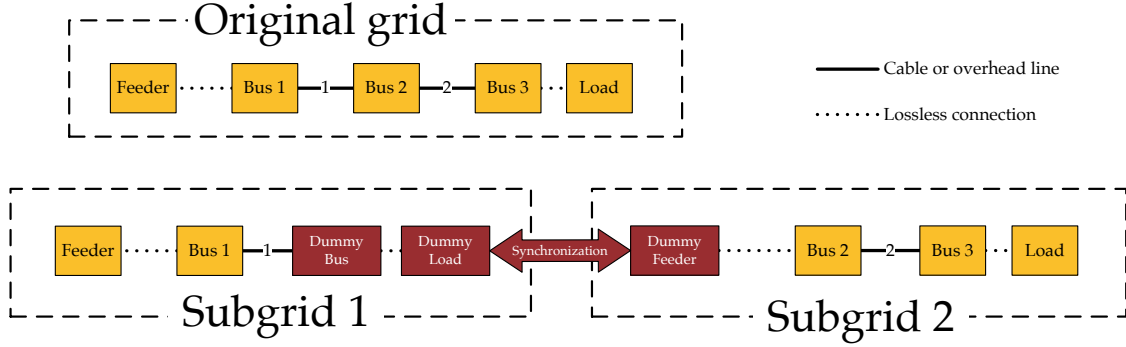 Original grid
Feeder
Bus 1
1
Bus 2
2
Bus 3
Load
Cable or overhead line
Lossless connection
Feeder
Bus 1
1
Dummy
Bus
Dummy
Load
Synchronization
Dummy
Feeder
Bus 2
2
Bus 3
Load
Subgrid 1
Subgrid 2